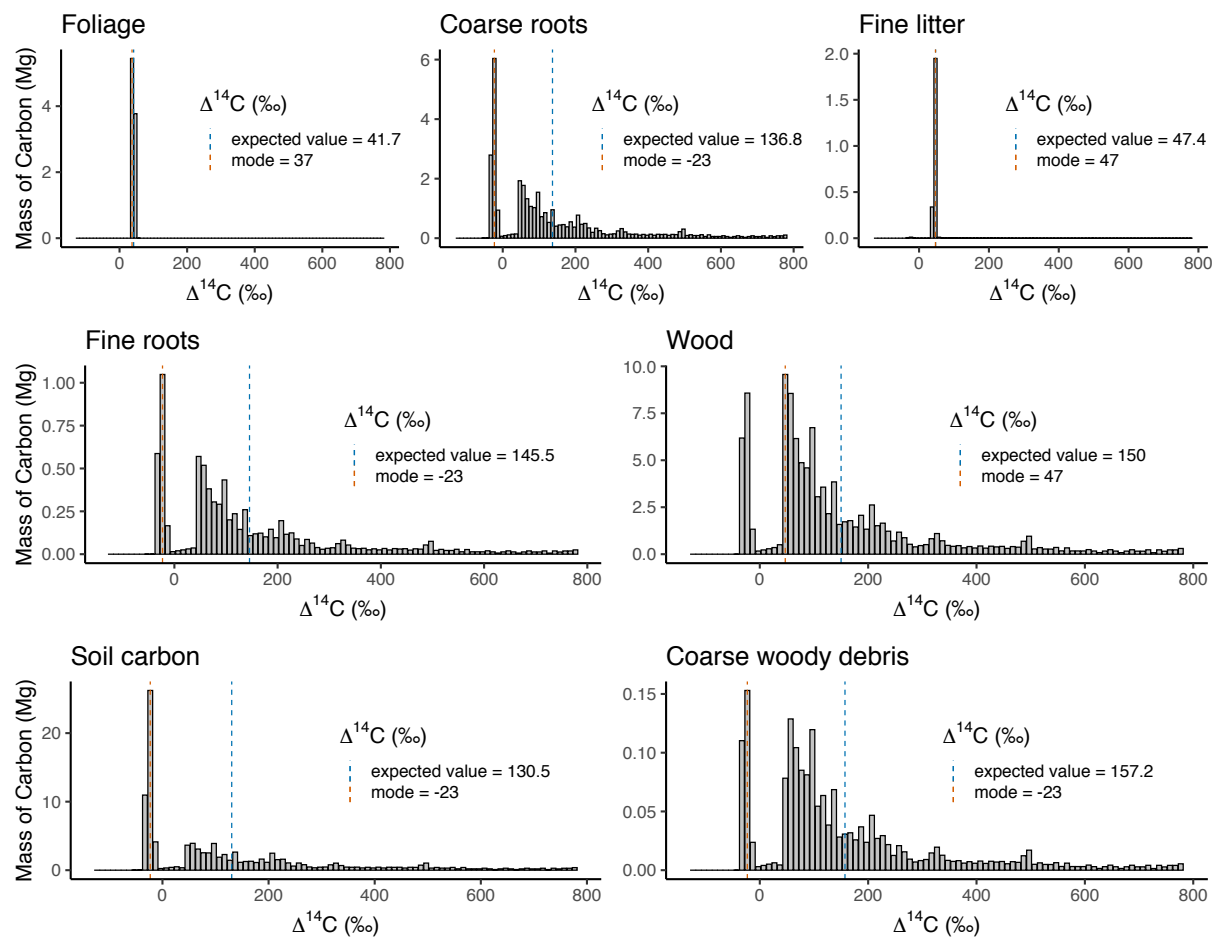 Foliage
Mass of Carbon (Mg)
4
2
0
Δ¹⁴C (‰)
expected value = 41.7
mode = 37
0 200 400 600 800
Δ¹⁴C (‰)
Coarse roots
6
4
2
0
Δ¹⁴C (‰)
expected value = 136.8
mode = -23
0 200 400 600 800
Δ¹⁴C (‰)
Fine litter
2.0
1.5
1.0
0.5
0.0
Δ¹⁴C (‰)
expected value = 47.4
mode = 47
0 200 400 600 800
Δ¹⁴C (‰)
Fine roots
Mass of Carbon (Mg)
1.00
0.75
0.50
0.25
0.00
Δ¹⁴C (‰)
expected value = 145.5
mode = -23
0 200 400 600 800
Δ¹⁴C (‰)
Wood
10.0
7.5
5.0
2.5
0.0
Δ¹⁴C (‰)
expected value = 150
mode = 47
0 200 400 600 800
Δ¹⁴C (‰)
Soil carbon
Mass of Carbon (Mg)
20
10
0
Δ¹⁴C (‰)
expected value = 130.5
mode = -23
0 200 400 600 800
Δ¹⁴C (‰)
Coarse woody debris
0.15
0.10
0.05
0.00
Δ¹⁴C (‰)
expected value = 157.2
mode = -23
0 200 400 600 800
Δ¹⁴C (‰)